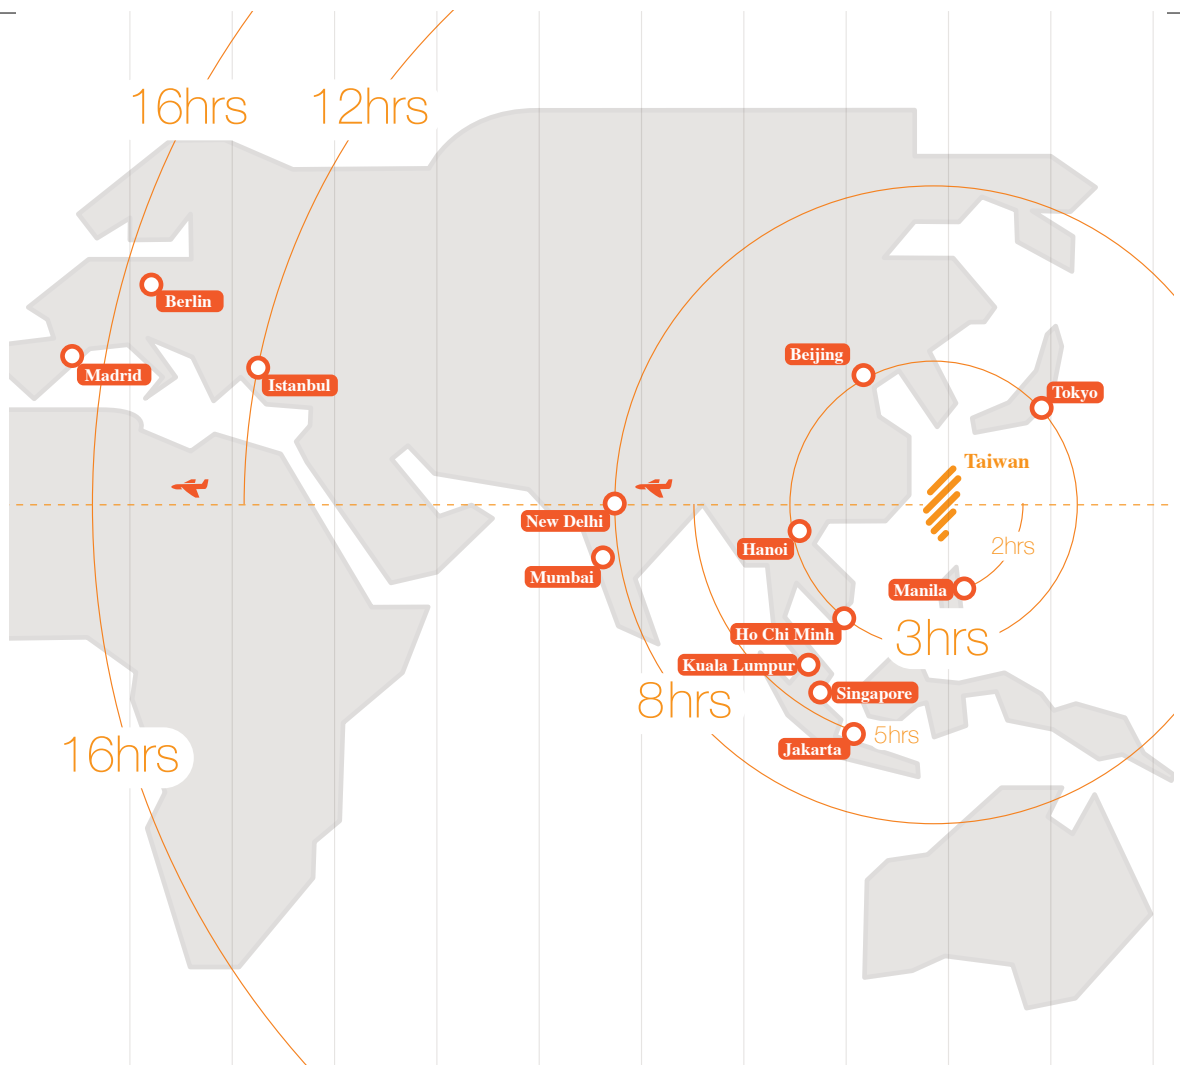 16hrs
12hrs
Berlin
Beijing
Madrid
Istanbul
Tokyo
Taiwan
New Delhi
Hanoi
2hrs
Mumbai
Manila
Ho Chi Minh
3hrs
Kuala Lumpur
Singapore
8hrs
Jakarta
5hrs
16hrs